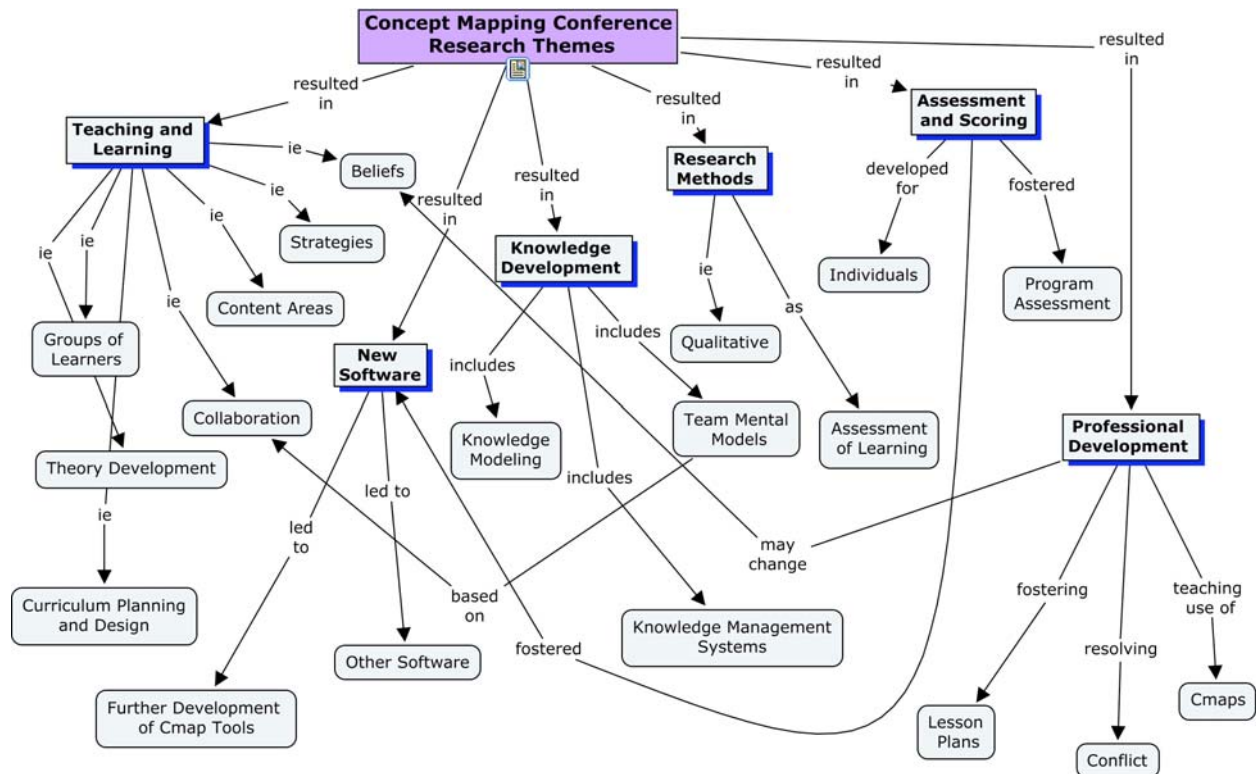 Concept Mapping Conference
Research Themes
resulted
in
resulted
in
resulted
in
resulted
in
resulted
in
resulted
in
Teaching and
Learning
Assessment
and Scoring
Research
Methods
ie
Beliefs
developed
for
fostered
ie
ie
ie
ie
Strategies
Knowledge
Development
ie
Individuals
Program
Assessment
Content Areas
ie
as
Groups of
Learners
New
Software
includes
includes
Qualitative
Collaboration
Knowledge
Modeling
Team Mental
Models
Assessment
of Learning
Professional
Development
Theory Development
led to
includes
ie
led
to
based
on
may
change
fostering
teaching
use of
Curriculum Planning
and Design
Other Software
fostered
Knowledge Management
Systems
resolving
Further Development
of Cmap Tools
Lesson
Plans
Conflict
Cmaps